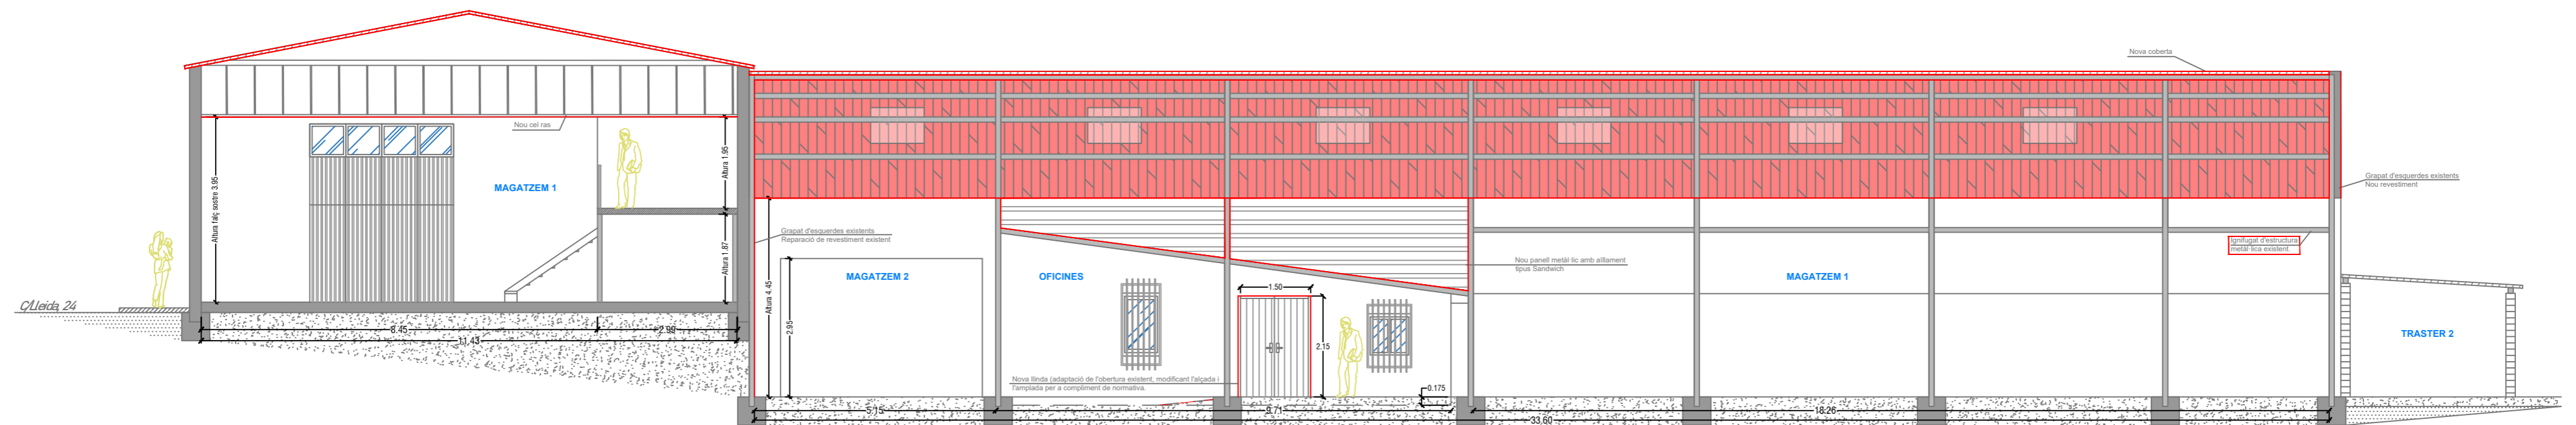 Nova coberta
Nou cel ras
Altura falç sostre 3.95
Altura 1.95
MAGATZEM 1
Altura 1.87
Grapat d'esquerdes existents
Nou revestiment
Grapat d'esquerdes existents
Reparació de revestiment existent
Ignifugat d'estructura
metàl·lica existent.
Nou panell metàl·lic amb aïllament
tipus Sandwich
MAGATZEM 2
OFICINES
MAGATZEM 1
1.50
C/Lleida, 24
Altura 4.45
2.95
8.45
2.99
11.43
2.15
TRASTER 2
Nova llinda (adaptació de l'obertura existent, modificant l'alçada i
l'amplada per a compliment de normativa.
0.175
5.15
9.71
18.26
33.60